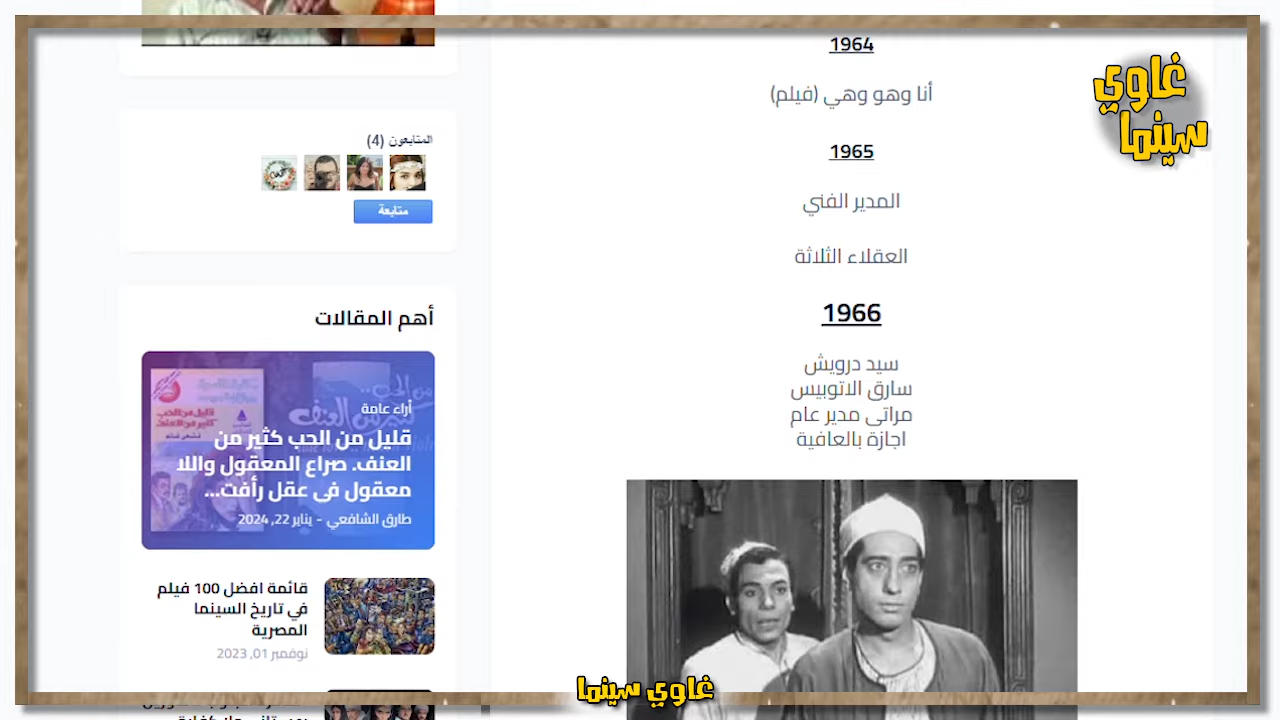 1964
أنا وهو وهي (فيلم)
1965
المدير الفني
العقلاء الثلاثة
1966
سيد درويش
سارق الاتوبيس
مراتى مدير عام
اجازة بالعافية
غاوي
سينما
المتابعون (4)
متابعة
أهم المقالات
أراء عامة
قليل من الحب كثير من
العنف. صراع المعقول واللا
معقول فى عقل رأفت...
طارق الشافعي - يناير 22, 2024
قائمة افضل 100 فيلم
في تاريخ السينما
المصرية
نوفمبر 01, 2023
غاوي سينما